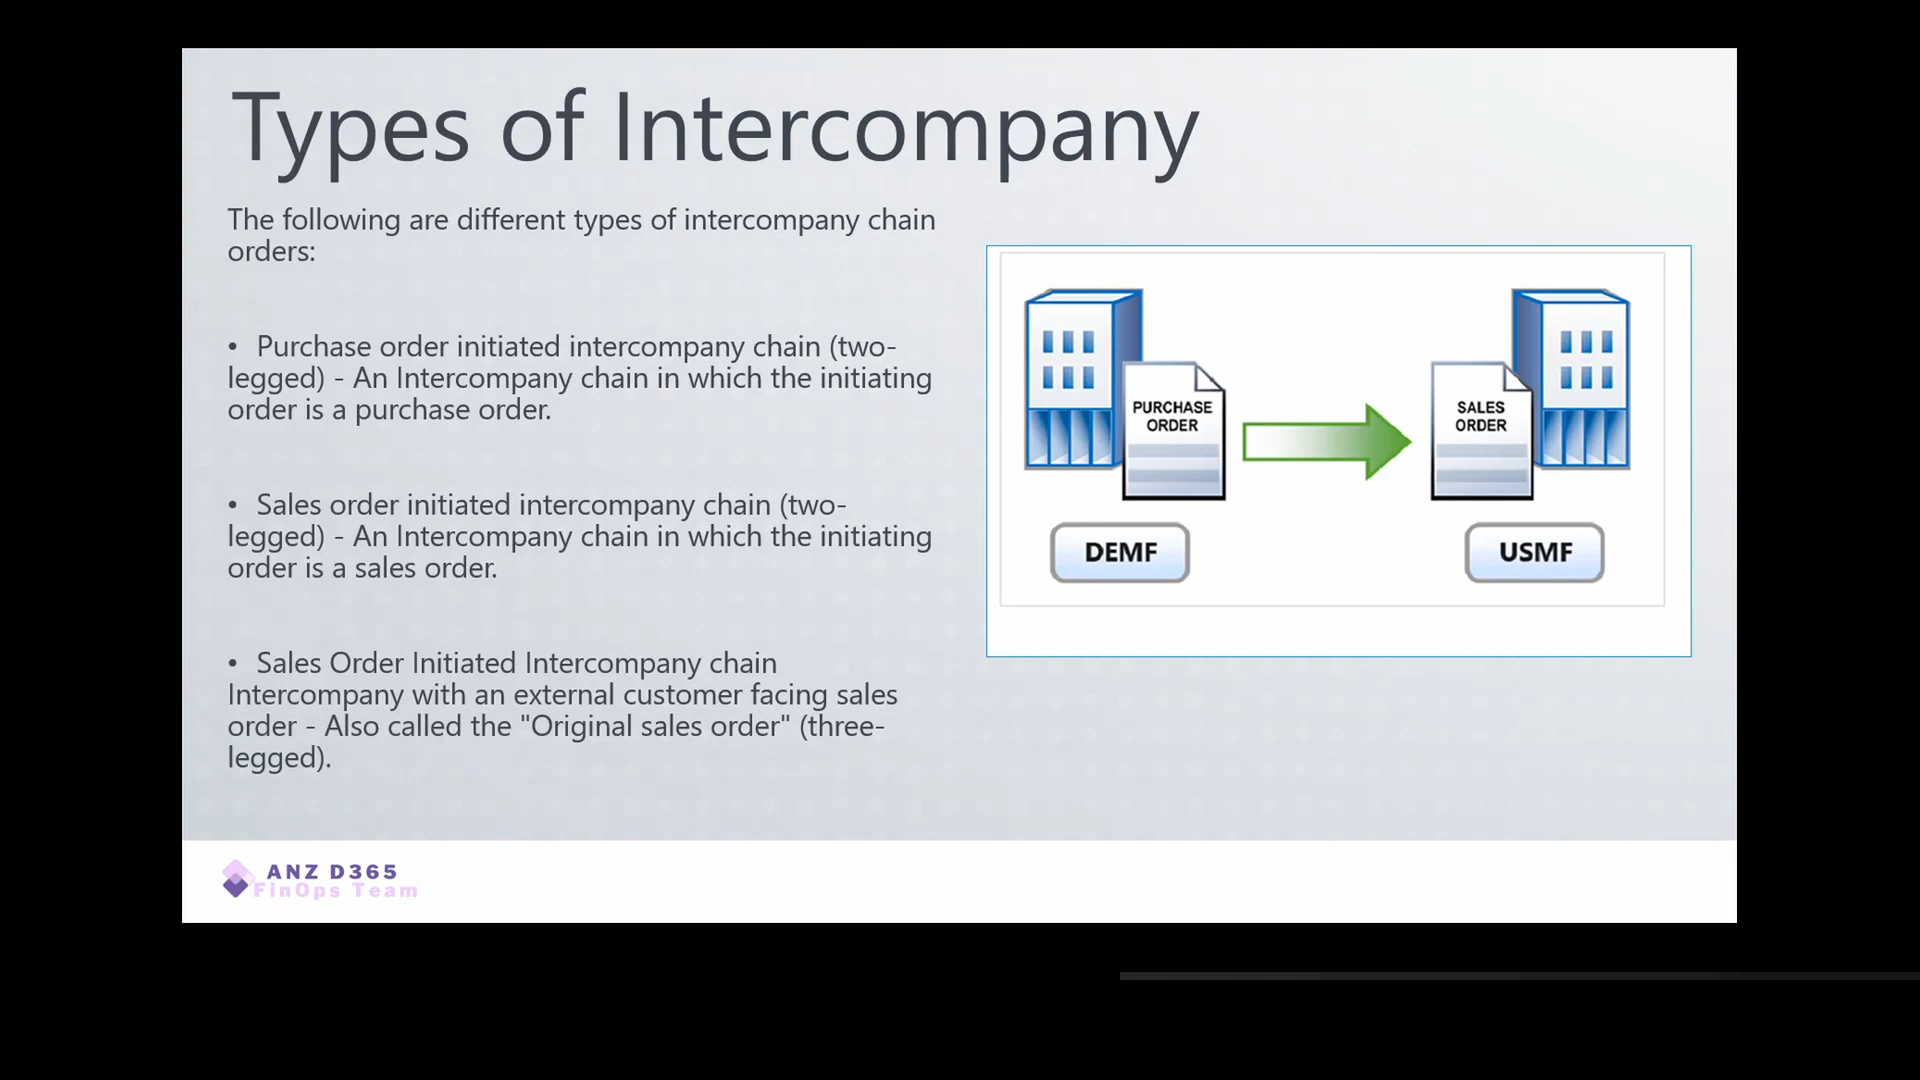 Types of Intercompany
The following are different types of intercompany chain
orders:
• Purchase order initiated intercompany chain (two-
legged) - An Intercompany chain in which the initiating
order is a purchase order.
• Sales order initiated intercompany chain (two-
legged) - An Intercompany chain in which the initiating
order is a sales order.
• Sales Order Initiated Intercompany chain
Intercompany with an external customer facing sales
order - Also called the "Original sales order" (three-
legged).
PURCHASE
ORDER
SALES
ORDER
DEMF
USMF
ANZ D365
FinOps Team